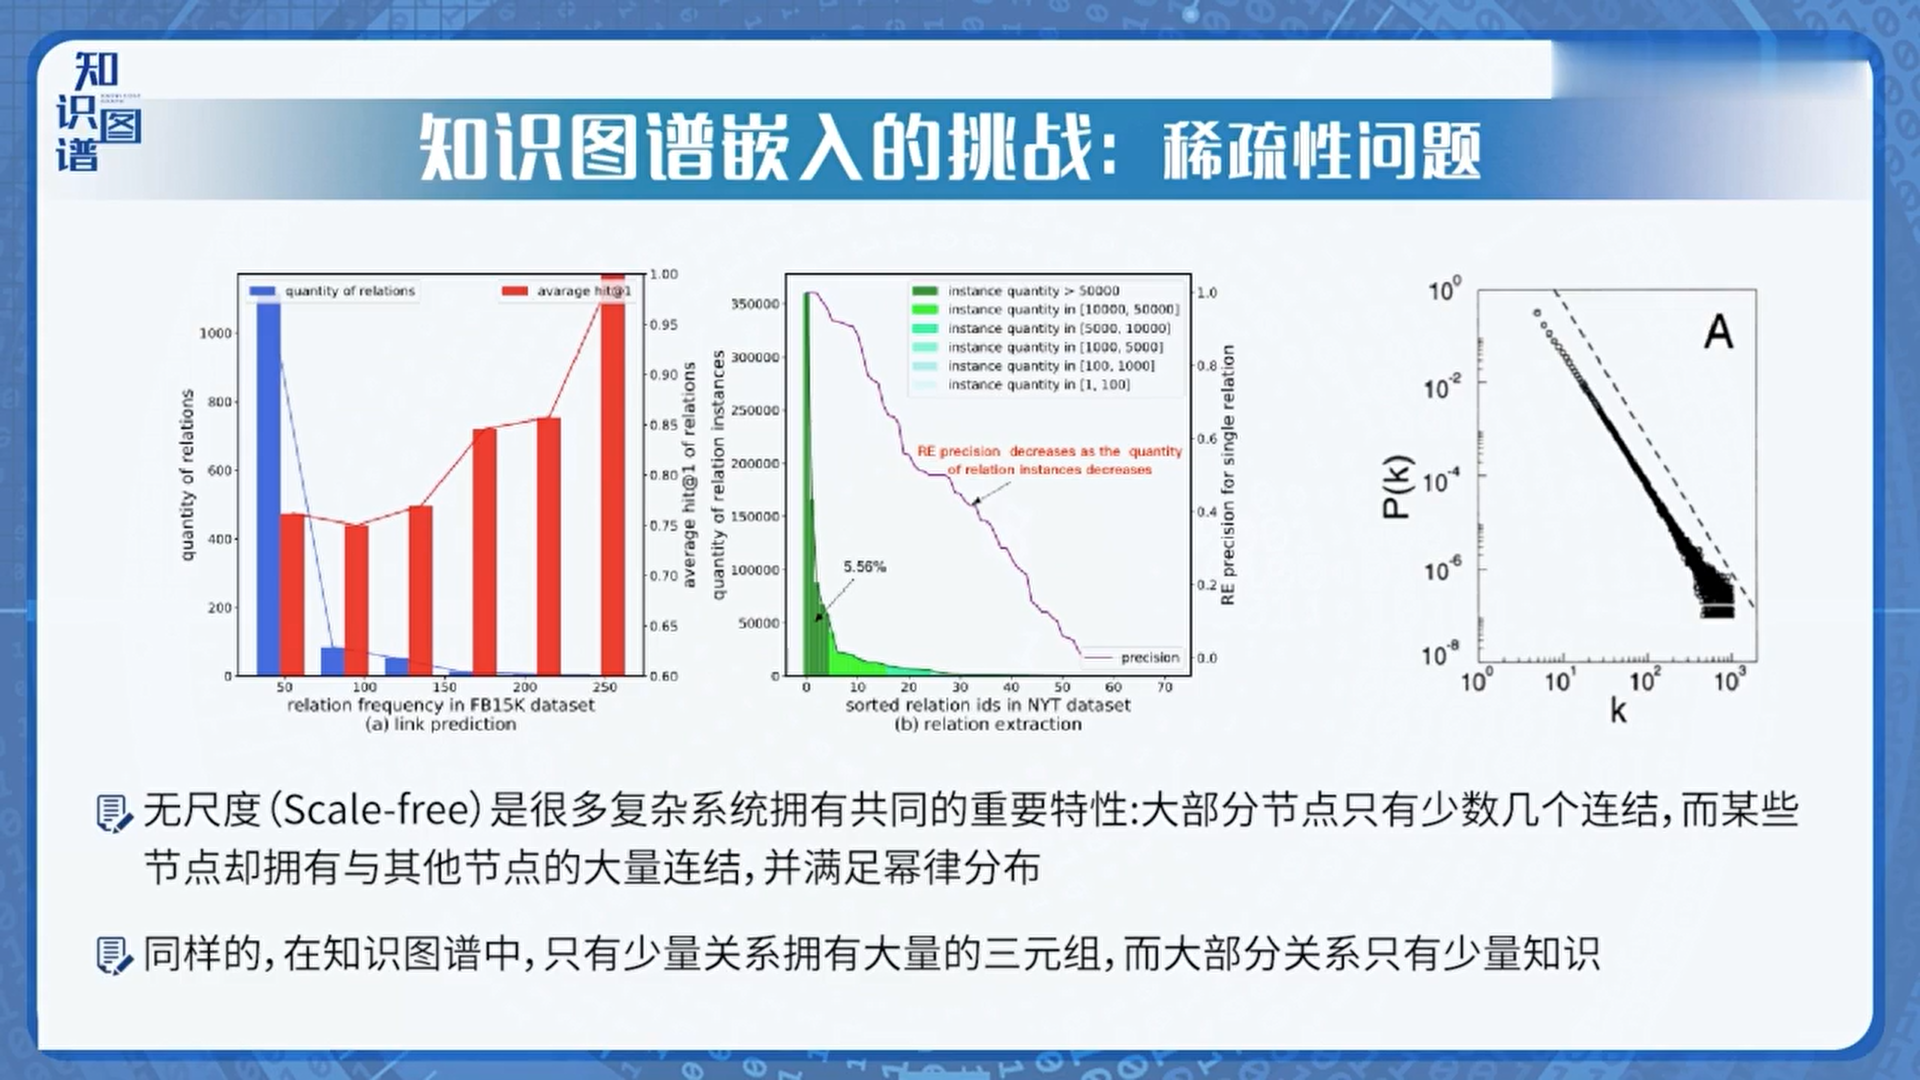 知
识图
谱
知识图谱嵌入的挑战：稀疏性问题
quantity of relations
avarage hit@1
1000
800
600
400
200
0
quantity of relations
1.00
0.95
0.90
0.85
0.80
0.75
0.70
0.65
0.60
average hit@1 of relations
50 100 150 200 250
relation frequency in FB15K dataset
(a) link prediction
instance quantity > 50000
instance quantity in [10000, 50000]
instance quantity in [5000, 10000]
instance quantity in [1000, 5000]
instance quantity in [100, 1000]
instance quantity in [1, 100]
350000
300000
250000
200000
150000
100000
50000
0
quantity of relation instances
RE precision decreases as the quantity
of relation instances decreases
5.56%
precision
1.0
0.8
0.6
0.4
0.2
0.0
RE precision for single relation
0 10 20 30 40 50 60 70
sorted relation ids in NYT dataset
(b) relation extraction
A
10⁰
10⁻²
10⁻⁴
10⁻⁶
10⁻⁸
P(k)
10⁰ 10¹ 10² 10³
k
无尺度（Scale-free）是很多复杂系统拥有共同的重要特性:大部分节点只有少数几个连结，而某些
节点却拥有与其他节点的大量连结，并满足幂律分布
同样的，在知识图谱中，只有少量关系拥有大量的三元组，而大部分关系只有少量知识